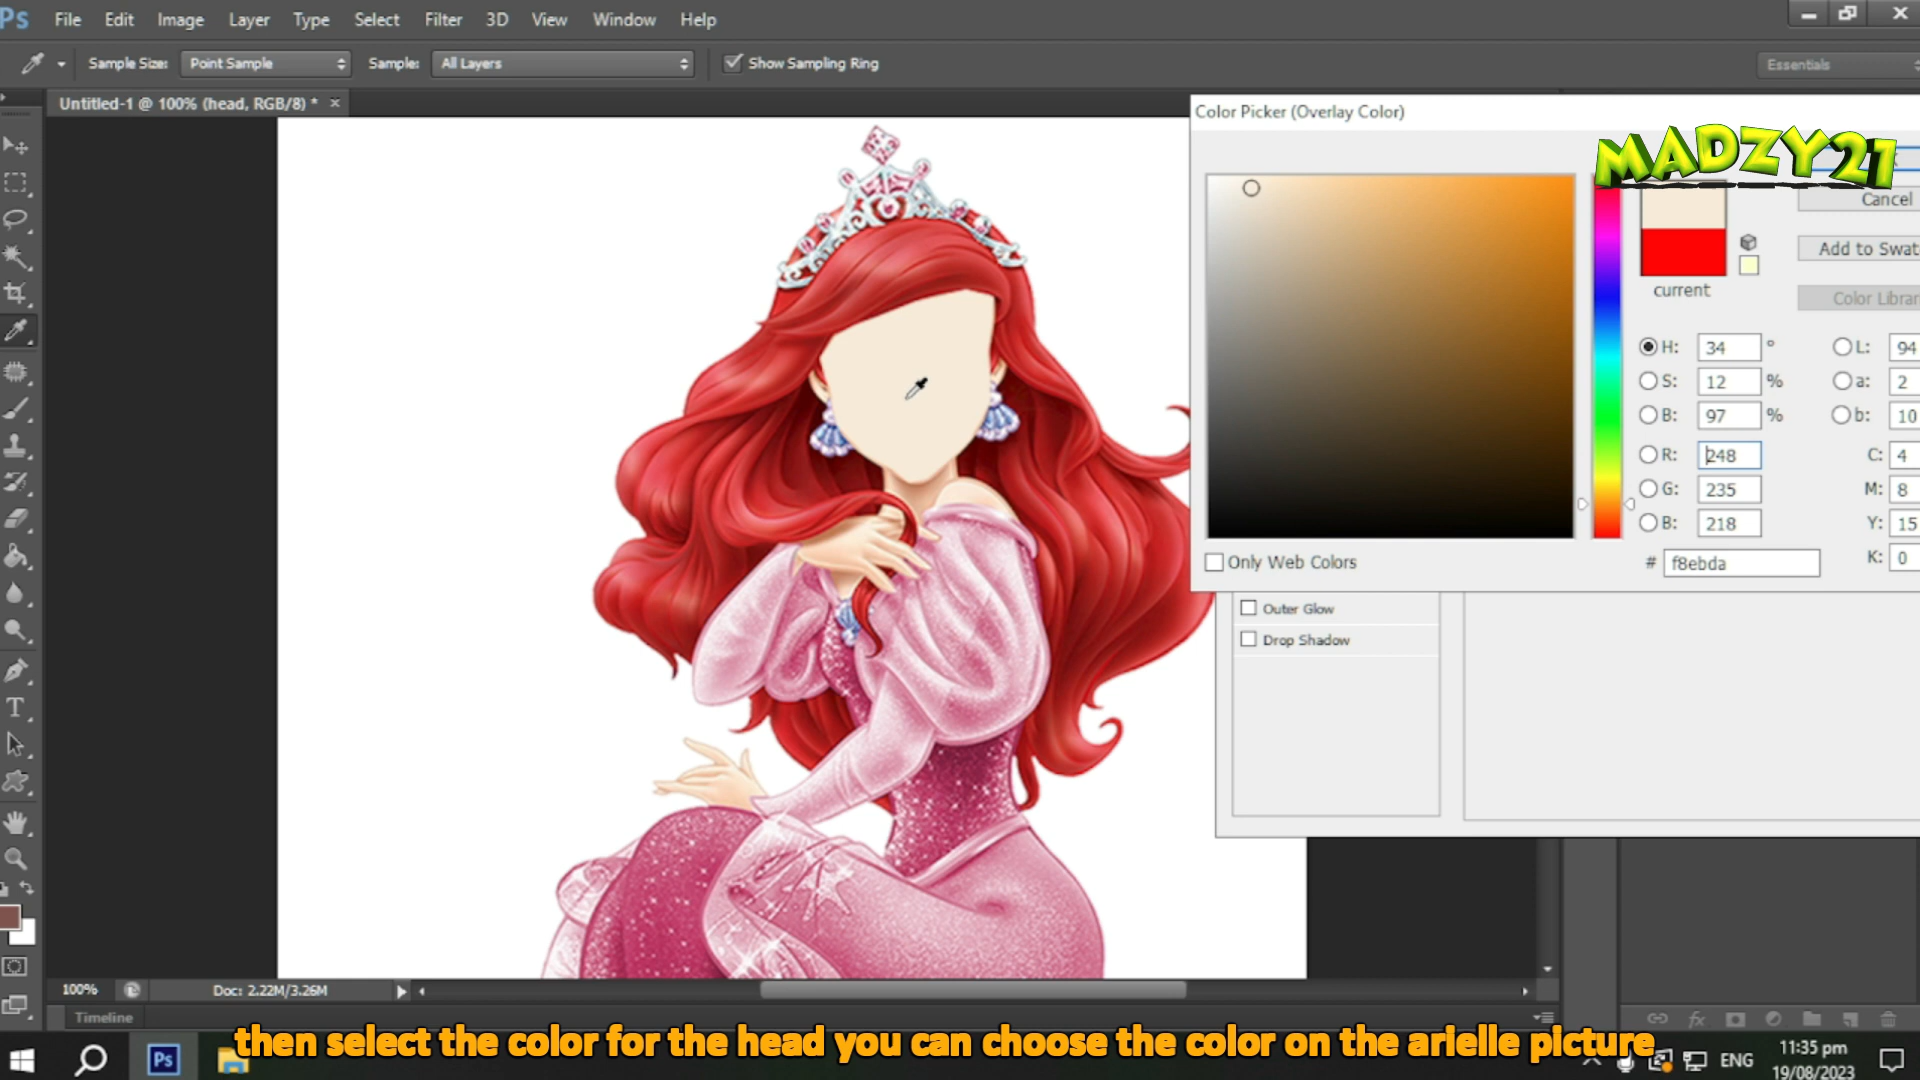 Ps File Edit Image Layer Type Select Filter 3D View Window Help
Sample Size: Point Sample Sample: All Layers Show Sampling Ring
Essentials
Untitled-1 @ 100% (head, RGB/8) * ×
Color Picker (Overlay Color)
MADZY21
Cancel
Add to Swat
Color Librar
current
H: 34 °
S: 12 %
B: 97 %
R: 248
G: 235
B: 218
# f8ebda
L: 94
a: 2
b: 10
C: 4
M: 8
Y: 15
K: 0
Only Web Colors
Outer Glow
Drop Shadow
T
100% Doc: 2.22M/3.26M
Timeline
fx
then select the color for the head you can choose the color on the arielle picture
Ps
ENG
11:35 pm
19/08/2023